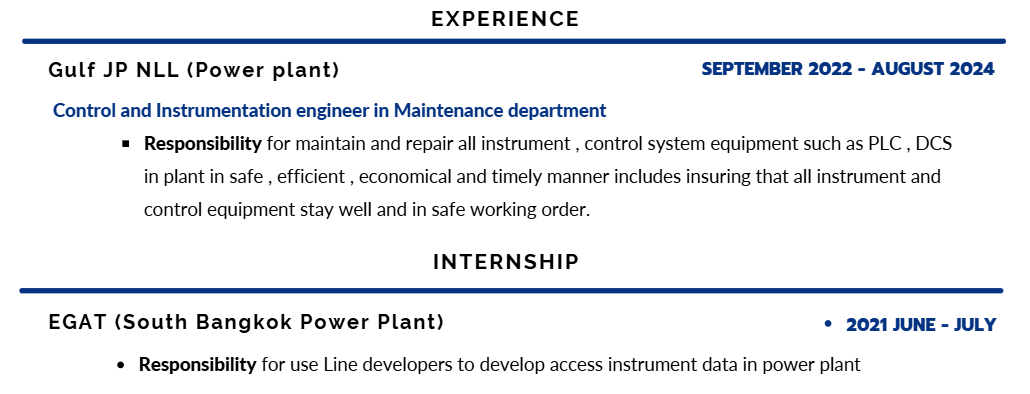 EXPERIENCE
Gulf JP NLL (Power plant)
SEPTEMBER 2022 - AUGUST 2024
Control and Instrumentation engineer in Maintenance department
▪ Responsibility for maintain and repair all instrument , control system equipment such as PLC , DCS
in plant in safe , efficient , economical and timely manner includes insuring that all instrument and
control equipment stay well and in safe working order.
INTERNSHIP
EGAT (South Bangkok Power Plant)
• 2021 JUNE - JULY
• Responsibility for use Line developers to develop access instrument data in power plant